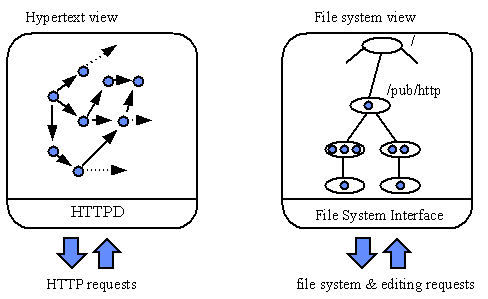 Hypertext view
File system view
/
/pub/http
HTTPD
File System Interface
HTTP requests
file system & editing requests